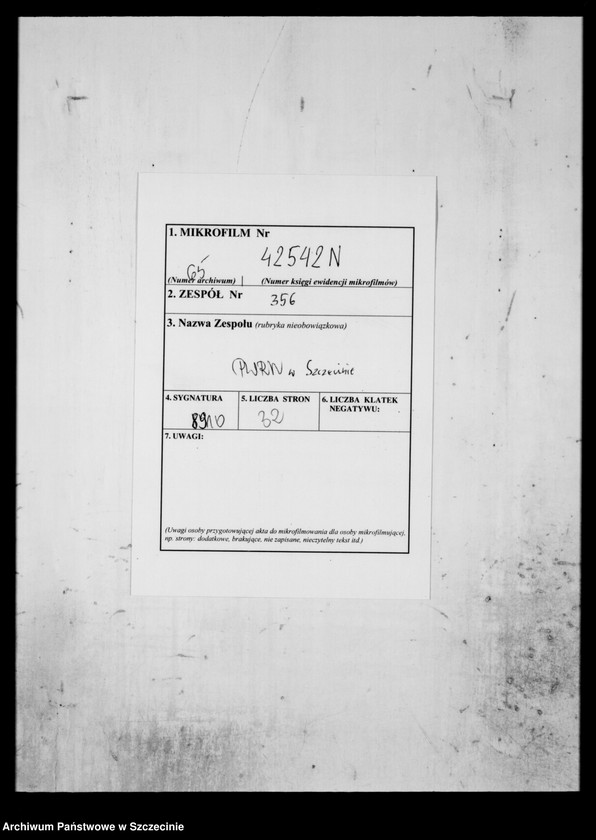 1. MIKROFILM Nr
65
42542N
(Numer archiwum) (Numer księgi ewidencji mikrofilmów)
2. ZESPÓŁ Nr 356
3. Nazwa Zespołu (rubryka nieobowiązkowa)
PWRN w Szczecinie
4. SYGNATURA 5. LICZBA STRON 6. LICZBA KLATEK NEGATYWU:
8910 32
7. UWAGI:
(Uwagi osoby przygotowującej akta do mikrofilmowania dla osoby mikrofilmującej,
np. strony: dodatkowe, brakujące, nie zapisane, nieczytelny tekst itd.)
Archiwum Państwowe w Szczecinie